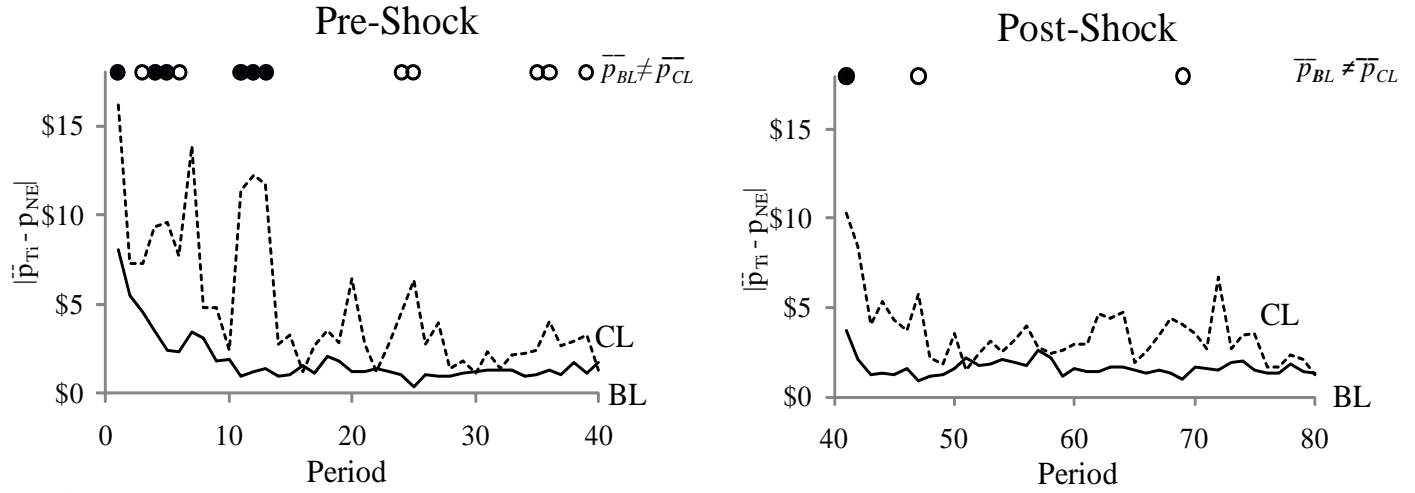 Pre-Shock
p̄BL ≠ p̄CL
$15
$10
$5
$0
|p̄Ti - pNE|
CL
BL
0 10 20 30 40
Period
Post-Shock
p̄BL ≠ p̄CL
$15
$10
$5
$0
|p̄Ti - pNE|
CL
BL
40 50 60 70 80
Period